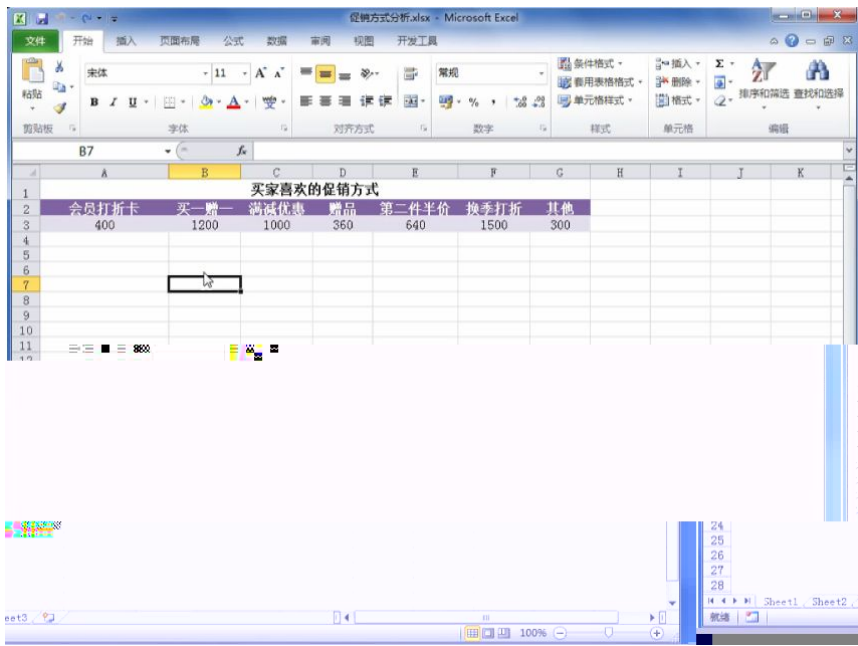 促销方式分析.xlsx - Microsoft Excel
文件 开始 插入 页面布局 公式 数据 审阅 视图 开发工具
粘贴 宋体 11 A A 常规 条件格式 插入 Σ
套用表格格式 删除
B I U A 变 % , 单元格样式 格式 排序和筛选 查找和选择
剪贴板 字体 对齐方式 数字 样式 单元格 编辑
B7 fx
A B C D E F G H I J K
1 买家喜欢的促销方式
2 会员打折卡 买一赠一 满减优惠 赠品 第二件半价 换季打折 其他
3 400 1200 1000 360 640 1500 300
4
5
6
7
8
9
10
11
24
25
26
27
28
Sheet1 Sheet2
eet3
就绪
100%